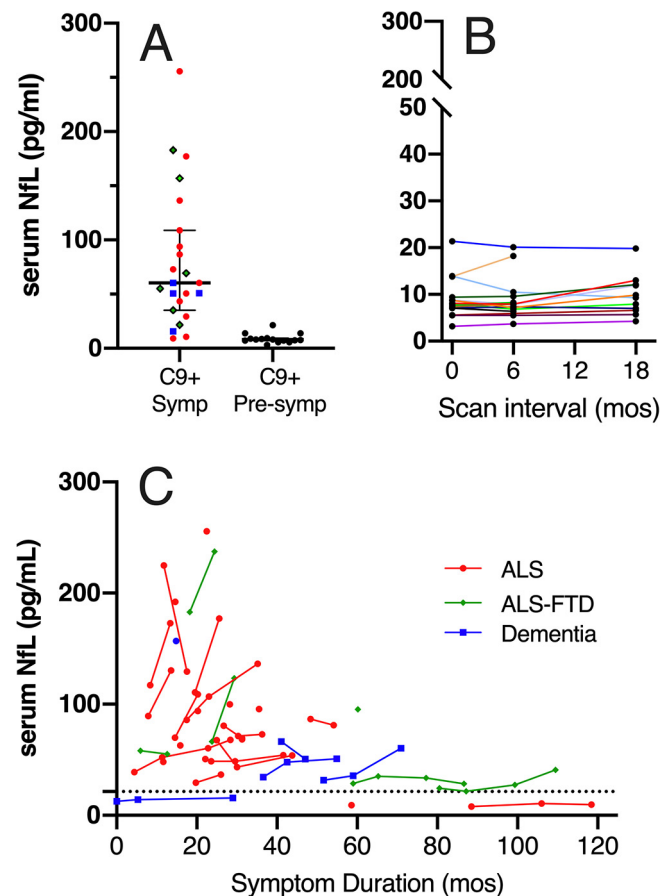 A
serum NfL (pg/ml)
300
200
100
0
C9+
Symp
C9+
Pre-symp
B
300
200
50
40
30
20
10
0
0 6 12 18
Scan interval (mos)
C
serum NfL (pg/mL)
300
200
100
0
ALS
ALS-FTD
Dementia
0 20 40 60 80 100 120
Symptom Duration (mos)